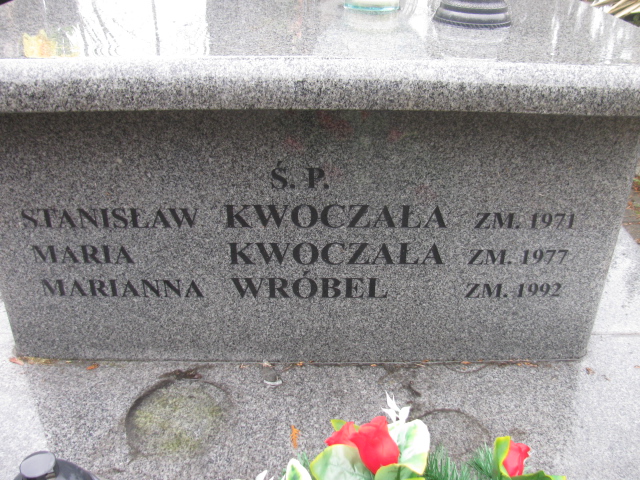 Ś. P.
STANISŁAW KWOCZAŁA ZM. 1971
MARIA KWOCZAŁA ZM. 1977
MARIANNA WRÓBEL ZM. 1992